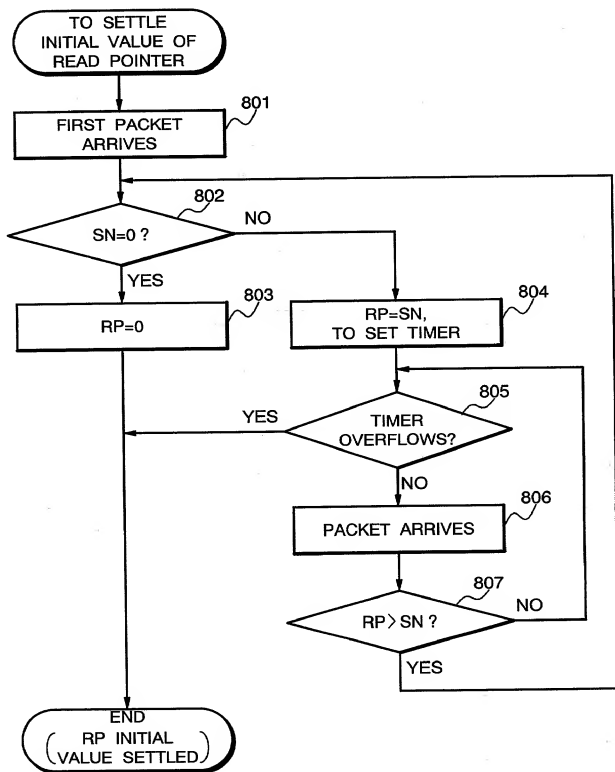 TO SETTLE
INITIAL VALUE OF
READ POINTER
801
FIRST PACKET
ARRIVES
802
SN=0 ?
NO
YES
803
RP=0
804
RP=SN,
TO SET TIMER
805
YES
TIMER
OVERFLOWS?
NO
806
PACKET ARRIVES
807
RP>SN ?
NO
YES
END
( RP INITIAL
VALUE SETTLED )